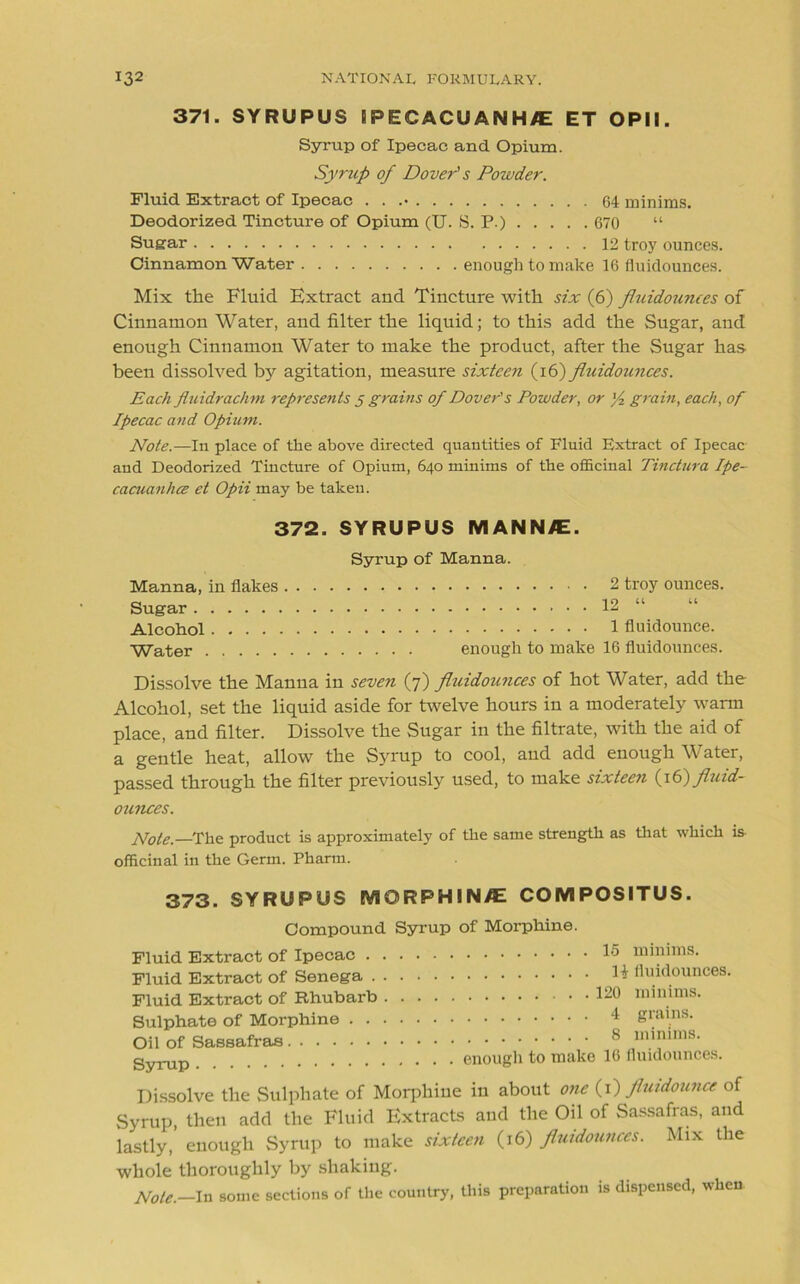 132 NATIONAL FORMULARY.
371. SYRUPUS IPECACUANHÆ ET OPII.
Syrup of Ipecac and Opium.
Syrup of Dover's Powder.
Fluid Extract of Ipecac . . . . . . . . . . . . . . . 64 minims.
Deodorized Tincture of Opium (U. S. P.) . . . . . 670 “
Sugar . . . . . . . . . . . . . . . . . . . . . . . . 12 troy ounces.
Cinnamon Water . . . . . . . . . . enough to make 16 fluidounces.
Mix the Fluid Extract and Tincture with six (6) fluidounces of
Cinnamon Water, and filter the liquid; to this add the Sugar, and
enough Cinnamon Water to make the product, after the Sugar has
been dissolved by agitation, measure sixteen (16) fluidounces.
Each fluidrachm represents 5 grains of Dover's Powder, or ½ grain, each, of
Ipecac and Opium.
Note.—In place of the above directed quantities of Fluid Extract of Ipecac
and Deodorized Tincture of Opium, 640 minims of the officinal Tinctura Ipe-
cacuanhæ et Opii may be taken.
372. SYRUPUS MANNÆ.
Syrup of Manna.
Manna, in flakes . . . . . . . . . . . . . . . . . . . . 2 troy ounces.
Sugar . . . . . . . . . . . . . . . . . . . . . . . . . 12 “ “
Alcohol . . . . . . . . . . . . . . . . . . . . . . . . 1 fluidounce.
Water . . . . . . . . . . . . . enough to make 16 fluidounces.
Dissolve the Manna in seven (7) fluidounces of hot Water, add the
Alcohol, set the liquid aside for twelve hours in a moderately warm
place, and filter. Dissolve the Sugar in the filtrate, with the aid of
a gentle heat, allow the Syrup to cool, and add enough Water,
passed through the filter previously used, to make sixteen (16) fluid-
ounces.
Note.—The product is approximately of the same strength as that which is
officinal in the Germ. Pharm.
373. SYRUPUS MORPHINÆ COMPOSITUS.
Compound Syrup of Morphine.
Fluid Extract of Ipecac . . . . . . . . . . . . . . 15 minims.
Fluid Extract of Senega . . . . . . . . . . . . . . 1½ fluidounces.
Fluid Extract of Rhubarb . . . . . . . . . . . . . 120 minims.
Sulphate of Morphine . . . . . . . . . . . . . . . 4 grains.
Oil of Sassafras . . . . . . . . . . . . . . . . . . 8 minims.
Syrup . . . . . . . . . . . . . . . . enough to make 16 fluidounces.
Dissolve the Sulphate of Morphine in about one (1) fluidounce of
Syrup, then add the Fluid Extracts and the Oil of Sassafras, and
lastly, enough Syrup to make sixteen (16) fluidounces. Mix the
whole thoroughly by shaking.
Note.—In some sections of the country, this preparation is dispensed, when